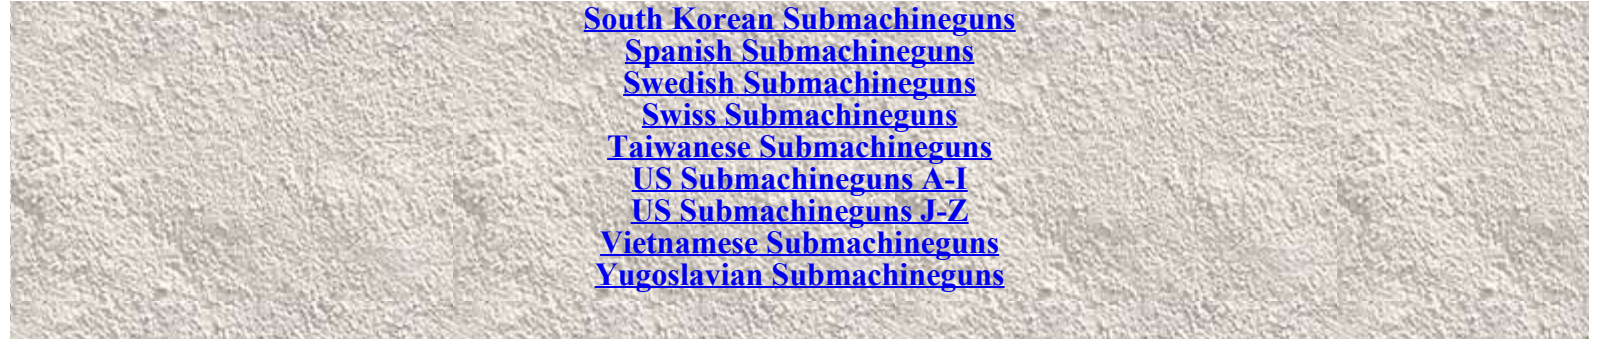 South Korean Submachineguns
Spanish Submachineguns
Swedish Submachineguns
Swiss Submachineguns
Taiwanese Submachineguns
US Submachineguns A-I
US Submachineguns J-Z
Vietnamese Submachineguns
Yugoslavian Submachineguns